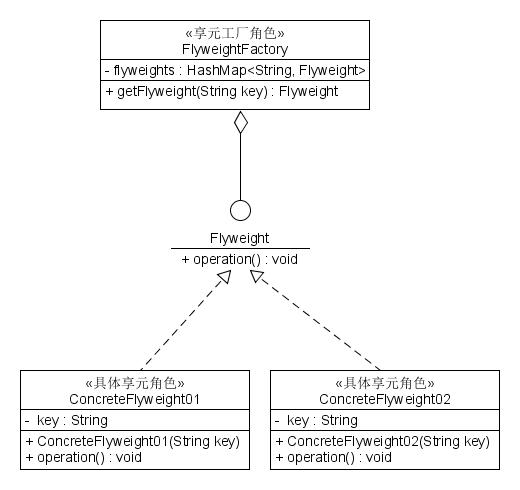 «享元工厂角色»
FlyweightFactory
- flyweights : HashMap<String, Flyweight>
+ getFlyweight(String key) : Flyweight
Flyweight
+ operation() : void
«具体享元角色»
ConcreteFlyweight01
- key : String
+ ConcreteFlyweight01(String key)
+ operation() : void
«具体享元角色»
ConcreteFlyweight02
- key : String
+ ConcreteFlyweight02(String key)
+ operation() : void